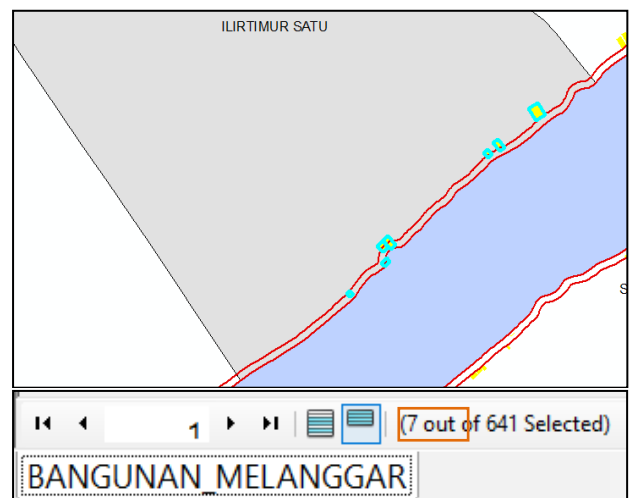 ILIRTIMUR SATU
S
1 (7 out of 641 Selected)
BANGUNAN_MELANGGAR